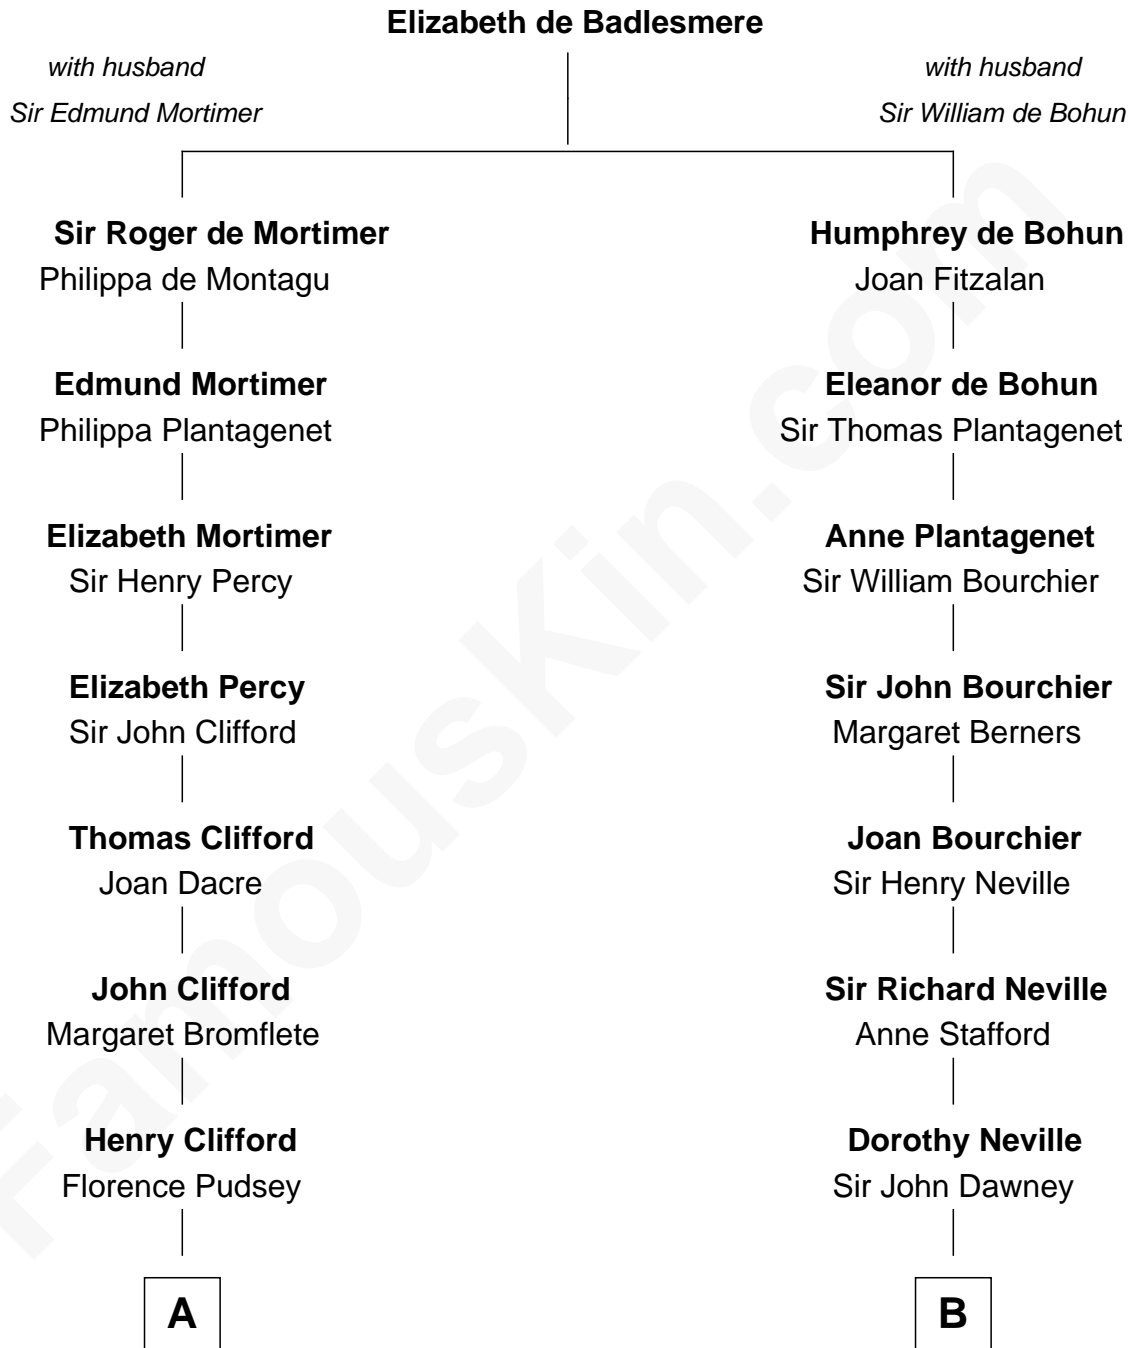 Elizabeth de Badlesmere
with husband
Sir Edmund Mortimer
with husband
Sir William de Bohun
Sir Roger de Mortimer
Philippa de Montagu
Humphrey de Bohun
Joan Fitzalan
Edmund Mortimer
Philippa Plantagenet
Eleanor de Bohun
Sir Thomas Plantagenet
Elizabeth Mortimer
Sir Henry Percy
Anne Plantagenet
Sir William Bourchier
Elizabeth Percy
Sir John Clifford
Sir John Bourchier
Margaret Berners
Thomas Clifford
Joan Dacre
Joan Bourchier
Sir Henry Neville
John Clifford
Margaret Bromflete
Sir Richard Neville
Anne Stafford
Henry Clifford
Florence Pudsey
Dorothy Neville
Sir John Dawney
A
B
FamousKin.com